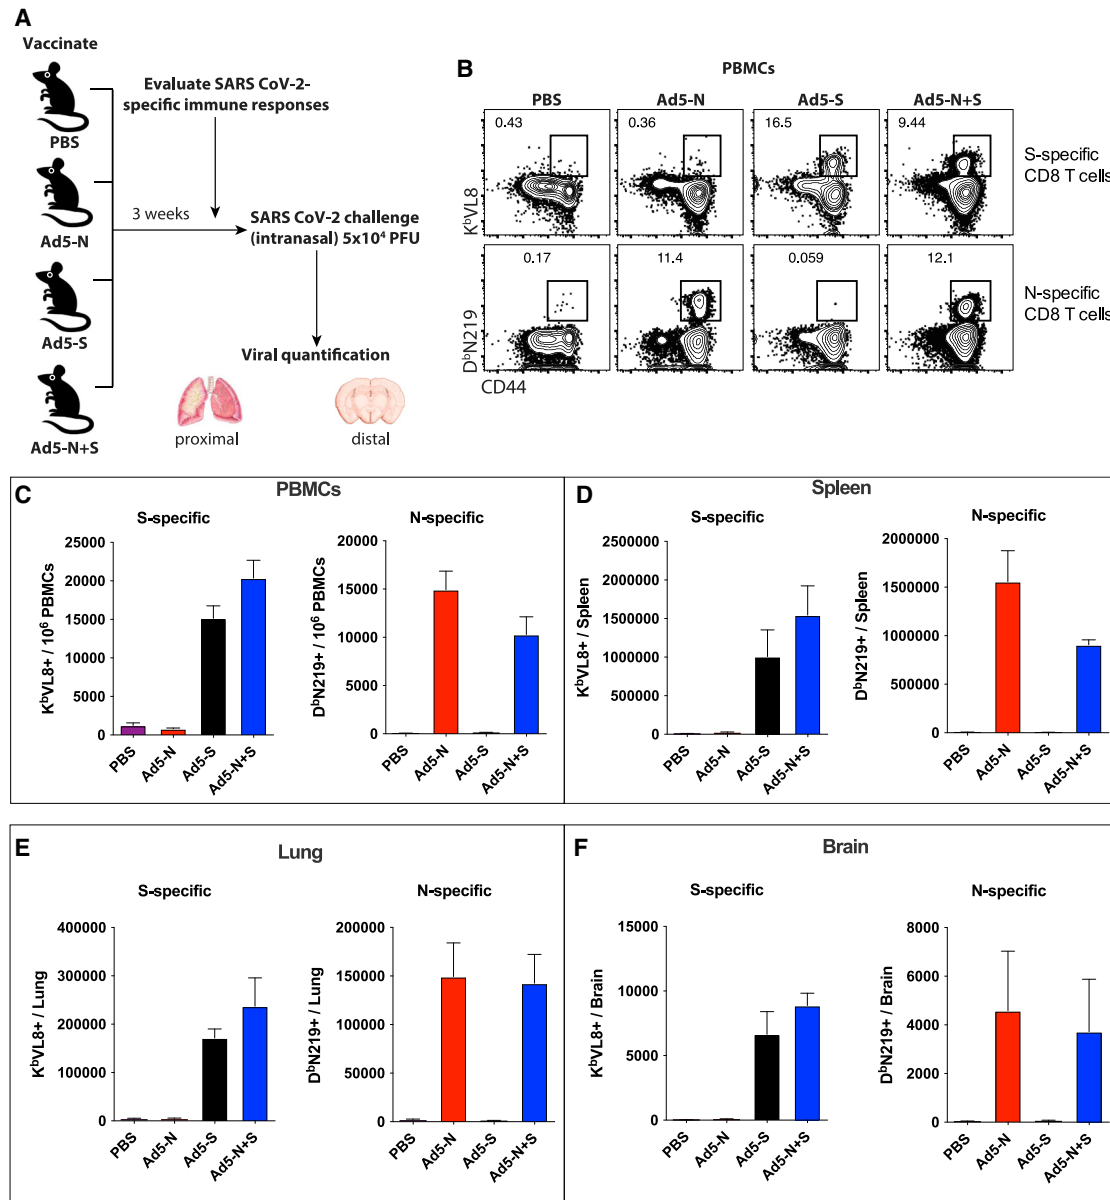 A
Vaccinate
PBS
Ad5-N
Ad5-S
Ad5-N+S
Evaluate SARS CoV-2-
specific immune responses
3 weeks
SARS CoV-2 challenge
(intranasal) 5x10⁴ PFU
Viral quantification
proximal
distal
B
PBMCs
PBS
Ad5-N
Ad5-S
Ad5-N+S
0.43
0.36
16.5
9.44
KᵇVL8
S-specific
CD8 T cells
0.17
11.4
0.059
12.1
DᵇN219
N-specific
CD8 T cells
CD44
C
PBMCs
S-specific
KᵇVL8+ / 10⁶ PBMCs
25000
20000
15000
10000
5000
0
PBS
Ad5-N
Ad5-S
Ad5-N+S
N-specific
DᵇN219+ / 10⁶ PBMCs
20000
15000
10000
5000
0
PBS
Ad5-N
Ad5-S
Ad5-N+S
D
Spleen
S-specific
KᵇVL8+ / Spleen
2500000
2000000
1500000
1000000
500000
0
PBS
Ad5-N
Ad5-S
Ad5-N+S
N-specific
DᵇN219+ / Spleen
2000000
1500000
1000000
500000
0
PBS
Ad5-N
Ad5-S
Ad5-N+S
E
Lung
S-specific
KᵇVL8+ / Lung
400000
300000
200000
100000
0
PBS
Ad5-N
Ad5-S
Ad5-N+S
N-specific
DᵇN219+ / Lung
200000
150000
100000
50000
0
PBS
Ad5-N
Ad5-S
Ad5-N+S
F
Brain
S-specific
KᵇVL8+ / Brain
15000
10000
5000
0
PBS
Ad5-N
Ad5-S
Ad5-N+S
N-specific
DᵇN219+ / Brain
8000
6000
4000
2000
0
PBS
Ad5-N
Ad5-S
Ad5-N+S